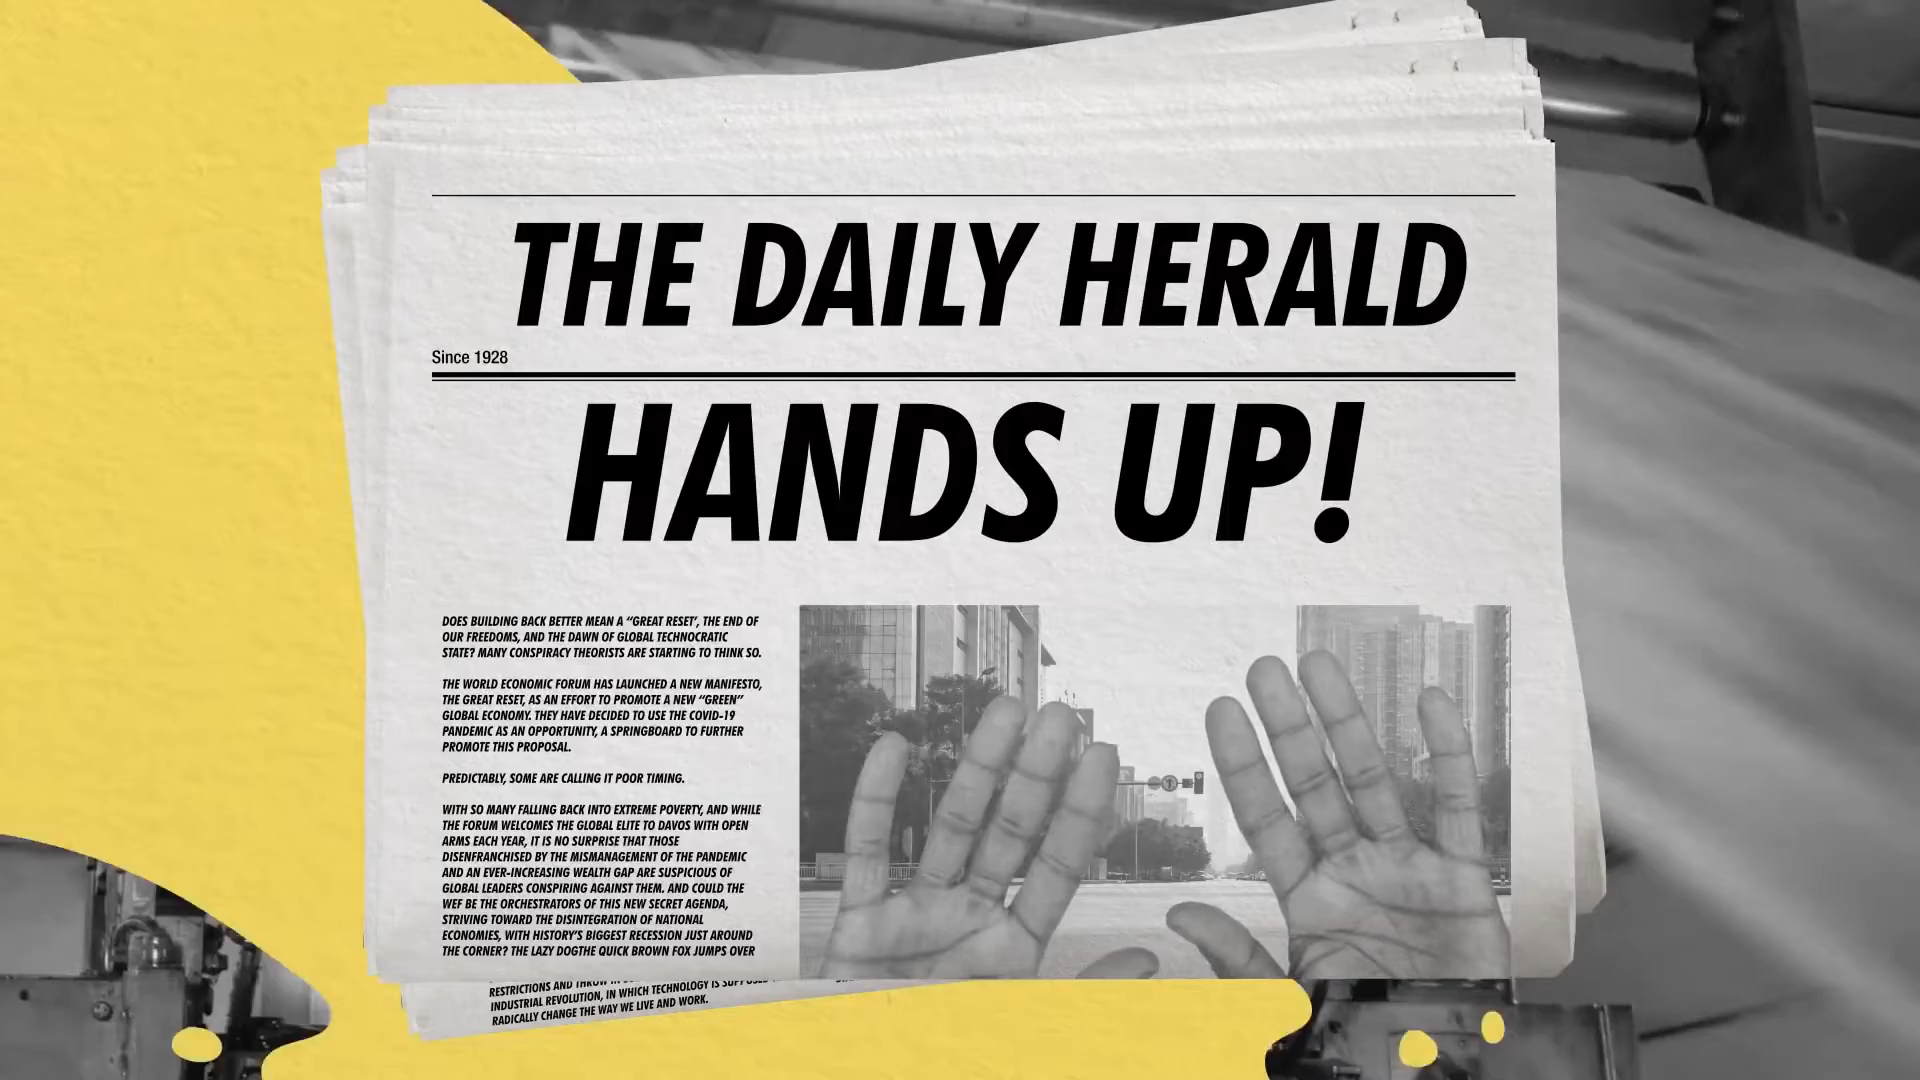 THE DAILY HERALD
Since 1928
HANDS UP!
DOES BUILDING BACK BETTER MEAN A “GREAT RESET’, THE END OF
OUR FREEDOMS, AND THE DAWN OF GLOBAL TECHNOCRATIC
STATE? MANY CONSPIRACY THEORISTS ARE STARTING TO THINK SO.
THE WORLD ECONOMIC FORUM HAS LAUNCHED A NEW MANIFESTO,
THE GREAT RESET, AS AN EFFORT TO PROMOTE A NEW “GREEN”
GLOBAL ECONOMY. THEY HAVE DECIDED TO USE THE COVID-19
PANDEMIC AS AN OPPORTUNITY, A SPRINGBOARD TO FURTHER
PROMOTE THIS PROPOSAL.
PREDICTABLY, SOME ARE CALLING IT POOR TIMING.
WITH SO MANY FALLING BACK INTO EXTREME POVERTY, AND WHILE
THE FORUM WELCOMES THE GLOBAL ELITE TO DAVOS WITH OPEN
ARMS EACH YEAR, IT IS NO SURPRISE THAT THOSE
DISENFRANCHISED BY THE MISMANAGEMENT OF THE PANDEMIC
AND AN EVER-INCREASING WEALTH GAP ARE SUSPICIOUS OF
GLOBAL LEADERS CONSPIRING AGAINST THEM. AND COULD THE
WEF BE THE ORCHESTRATORS OF THIS NEW SECRET AGENDA,
STRIVING TOWARD THE DISINTEGRATION OF NATIONAL
ECONOMIES, WITH HISTORY’S BIGGEST RECESSION JUST AROUND
THE CORNER? THE LAZY DOGTHE QUICK BROWN FOX JUMPS OVER
RESTRICTIONS AND THROW IN
INDUSTRIAL REVOLUTION, IN WHICH TECHNOLOGY IS SUPPOSED
RADICALLY CHANGE THE WAY WE LIVE AND WORK.